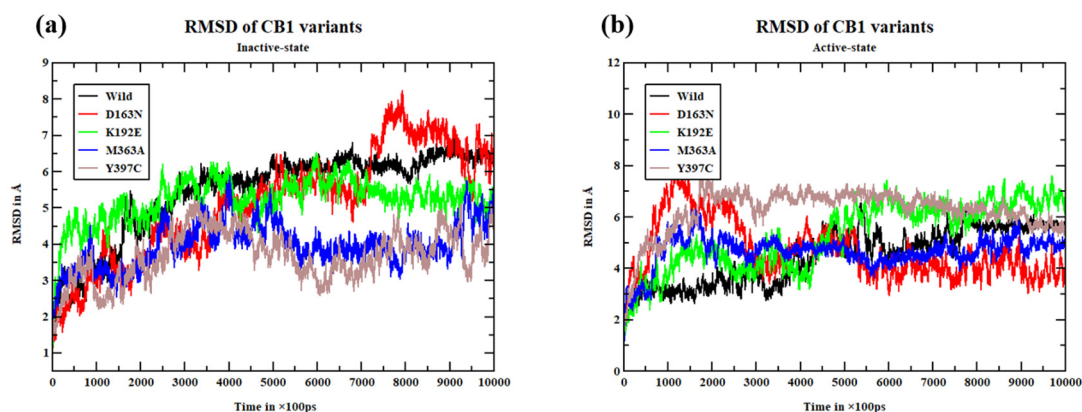 (a)
RMSD of CB1 variants
Inactive-state
9
8
7
6
5
4
3
2
1
RMSD in Å
Wild
D163N
K192E
M363A
Y397C
0 1000 2000 3000 4000 5000 6000 7000 8000 9000 10000
Time in ×100ps
(b)
RMSD of CB1 variants
Active-state
12
10
8
6
4
2
0
RMSD in Å
Wild
D163N
K192E
M363A
Y397C
0 1000 2000 3000 4000 5000 6000 7000 8000 9000 10000
Time in ×100ps